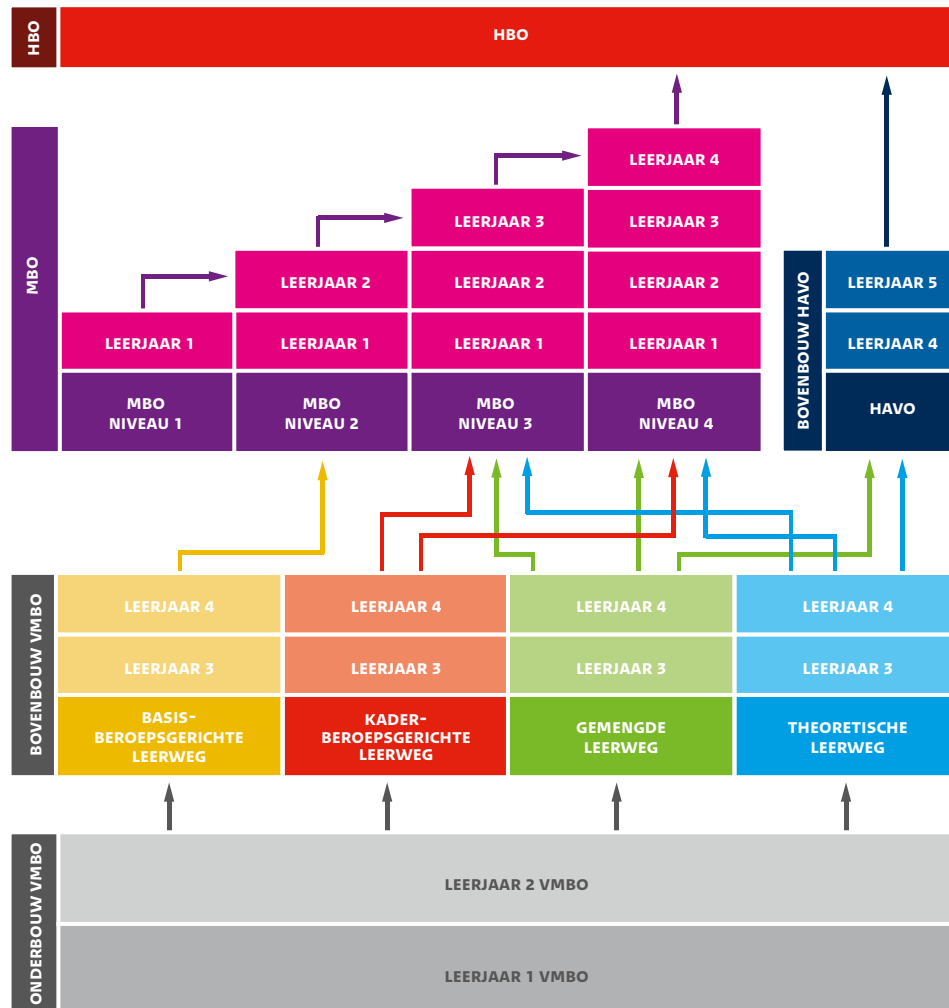 HBO
HBO
MBO
LEERJAAR 4
LEERJAAR 3
LEERJAAR 3
LEERJAAR 2
LEERJAAR 2
LEERJAAR 2
LEERJAAR 1
LEERJAAR 1
LEERJAAR 1
LEERJAAR 1
MBO
NIVEAU 1
MBO
NIVEAU 2
MBO
NIVEAU 3
MBO
NIVEAU 4
BOVENBOUW HAVO
LEERJAAR 5
LEERJAAR 4
HAVO
BOVENBOUW VMBO
LEERJAAR 4
LEERJAAR 4
LEERJAAR 4
LEERJAAR 4
LEERJAAR 3
LEERJAAR 3
LEERJAAR 3
LEERJAAR 3
BASIS-
BEROEPSGERICHTE
LEERWEG
KADER-
BEROEPSGERICHTE
LEERWEG
GEMENGDE
LEERWEG
THEORETISCHE
LEERWEG
ONDERBOUW VMBO
LEERJAAR 2 VMBO
LEERJAAR 1 VMBO